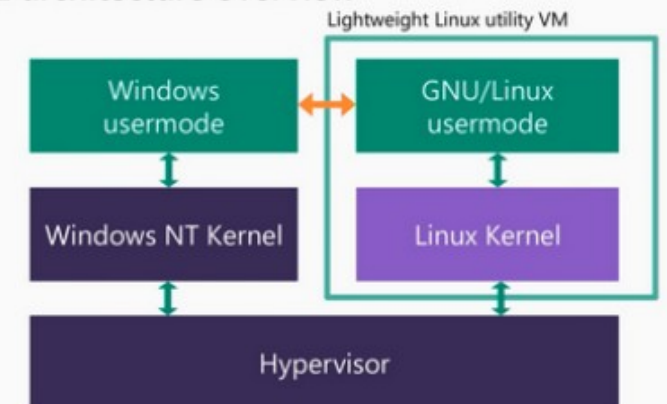 Lightweight Linux utility VM
Windows
usermode
GNU/Linux
usermode
Windows NT Kernel
Linux Kernel
Hypervisor